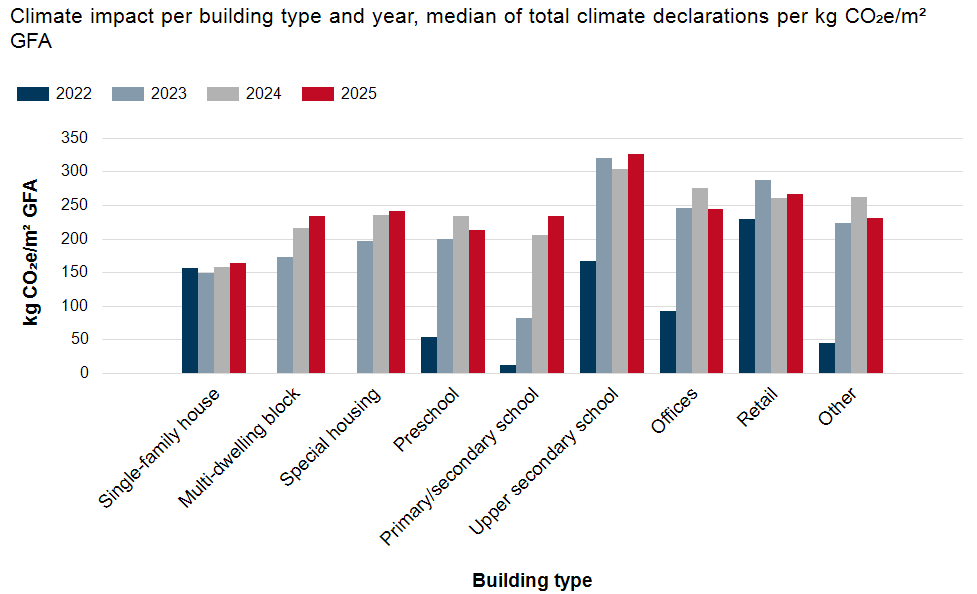 Climate impact per building type and year, median of total climate declarations per kg CO₂e/m²
GFA
2022 2023 2024 2025
kg CO₂e/m² GFA
350
300
250
200
150
100
50
0
Single-family house
Multi-dwelling block
Special housing
Preschool
Primary/secondary school
Upper secondary school
Offices
Retail
Other
Building type